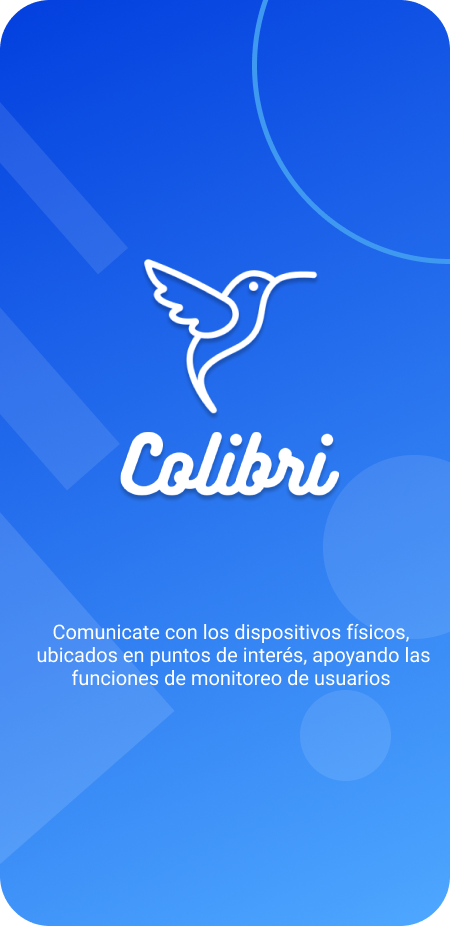 Colibri
Comunicate con los dispositivos físicos,
ubicados en puntos de interés, apoyando las
funciones de monitoreo de usuarios